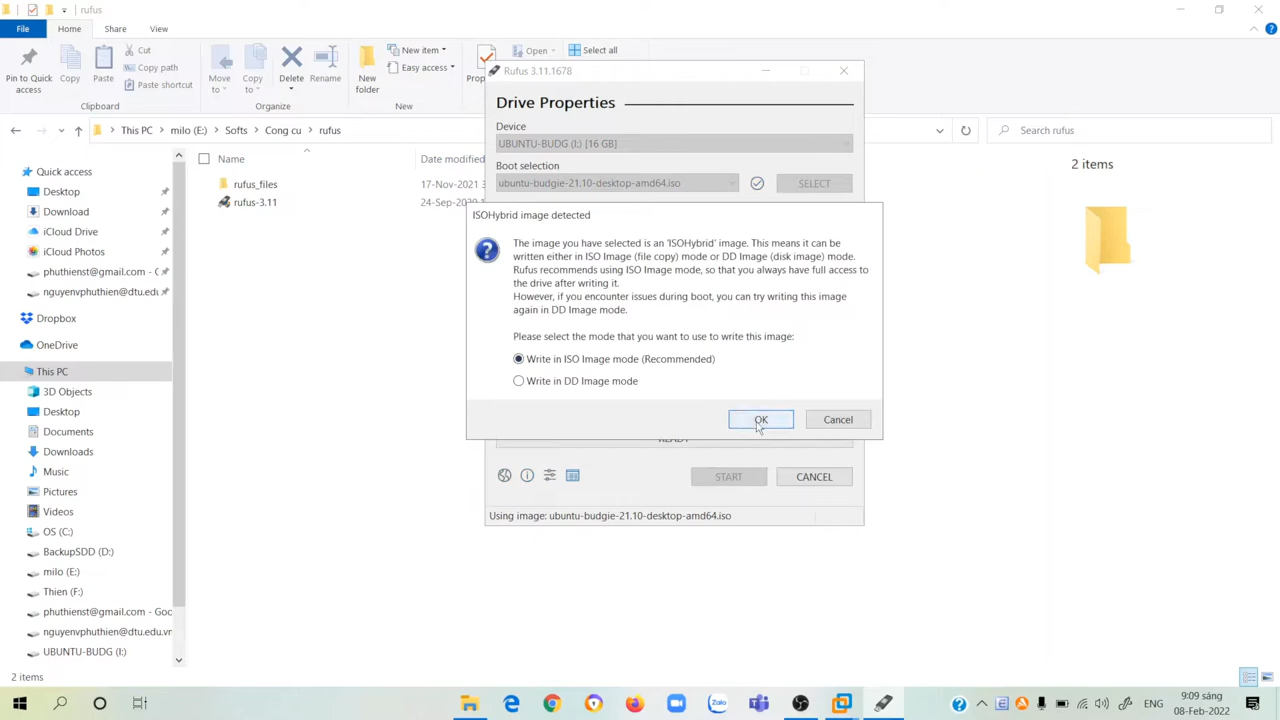 rufus
File
Home
Share
View
Pin to Quick access
Copy
Paste
Cut
Copy path
Paste shortcut
Clipboard
Move to
Copy to
Delete
Rename
Organize
New folder
New item
Easy access
New
Open
Select all
This PC
milo (E:)
Softs
Cong cu
rufus
Search rufus
Quick access
Desktop
Download
iCloud Drive
iCloud Photos
phuthienst@gmail.com -
nguyenvphuthien@dtu.edu
Dropbox
OneDrive
This PC
3D Objects
Desktop
Documents
Downloads
Music
Pictures
Videos
OS (C:)
BackupSDD (D:)
milo (E:)
Thien (F:)
phuthienst@gmail.com - Goo
nguyenvphuthien@dtu.edu.vn
UBUNTU-BUDG (I:)
2 items
Name
Date modified
rufus_files
17-Nov-2021
rufus-3.11
2 items
Rufus 3.11.1678
Drive Properties
Device
UBUNTU-BUDG (I:) [16 GB]
Boot selection
ubuntu-budgie-21.10-desktop-amd64.iso
SELECT
ISOHybrid image detected
The image you have selected is an 'ISOHybrid' image. This means it can be
written either in ISO Image (file copy) mode or DD Image (disk image) mode.
Rufus recommends using ISO Image mode, so that you always have full access to
the drive after writing it.
However, if you encounter issues during boot, you can try writing this image
again in DD Image mode.
Please select the mode that you want to use to write this image:
Write in ISO Image mode (Recommended)
Write in DD Image mode
OK
Cancel
START
CANCEL
Using image: ubuntu-budgie-21.10-desktop-amd64.iso
Zalo
ENG
9:09 sáng
08-Feb-2022